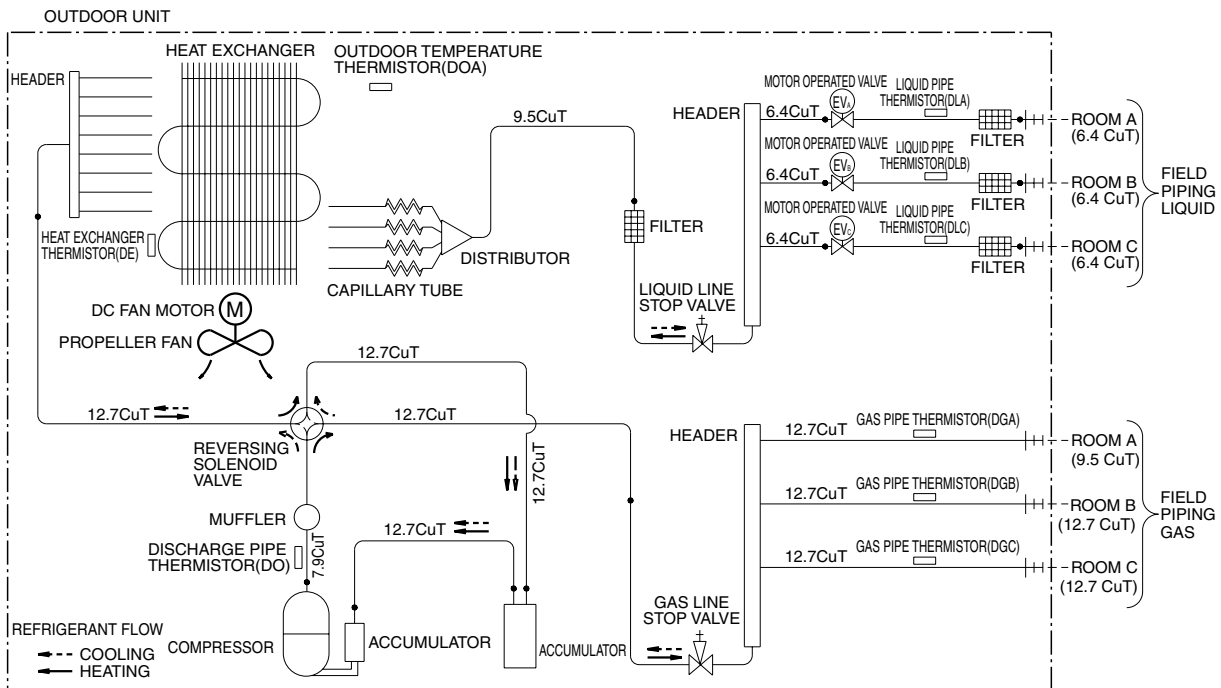 OUTDOOR UNIT
HEAT EXCHANGER
OUTDOOR TEMPERATURE
THERMISTOR(DOA)
HEADER
9.5CuT
HEADER
MOTOR OPERATED VALVE
EVA
LIQUID PIPE
THERMISTOR(DLA)
6.4CuT
FILTER
ROOM A
(6.4 CuT)
MOTOR OPERATED VALVE
EVB
LIQUID PIPE
THERMISTOR(DLB)
6.4CuT
FILTER
ROOM B
(6.4 CuT)
MOTOR OPERATED VALVE
EVC
LIQUID PIPE
THERMISTOR(DLC)
6.4CuT
FILTER
ROOM C
(6.4 CuT)
FIELD
PIPING
LIQUID
HEAT EXCHANGER
THERMISTOR(DE)
FILTER
DISTRIBUTOR
CAPILLARY TUBE
LIQUID LINE
STOP VALVE
DC FAN MOTOR
M
PROPELLER FAN
12.7CuT
12.7CuT
12.7CuT
REVERSING
SOLENOID
VALVE
12.7CuT
MUFFLER
DISCHARGE PIPE
THERMISTOR(DO)
7.9CuT
12.7CuT
COMPRESSOR
ACCUMULATOR
ACCUMULATOR
REFRIGERANT FLOW
COOLING
HEATING
HEADER
GAS LINE
STOP VALVE
12.7CuT
GAS PIPE THERMISTOR(DGA)
ROOM A
(9.5 CuT)
12.7CuT
GAS PIPE THERMISTOR(DGB)
ROOM B
(12.7 CuT)
12.7CuT
GAS PIPE THERMISTOR(DGC)
ROOM C
(12.7 CuT)
FIELD
PIPING
GAS